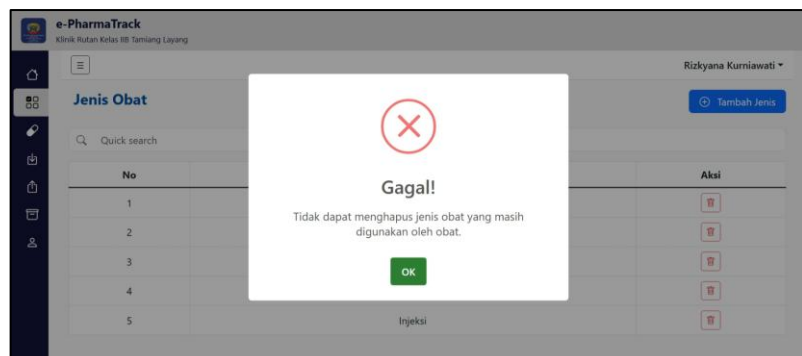 e-PharmaTrack
Klinik Rutan Kelas IIB Tamiang Layang
Rizkyana Kurniawati
Jenis Obat
Tambah Jenis
Quick search
No
Aksi
Gagal!
Tidak dapat menghapus jenis obat yang masih
digunakan oleh obat.
OK
1
2
3
4
5 Injeksi